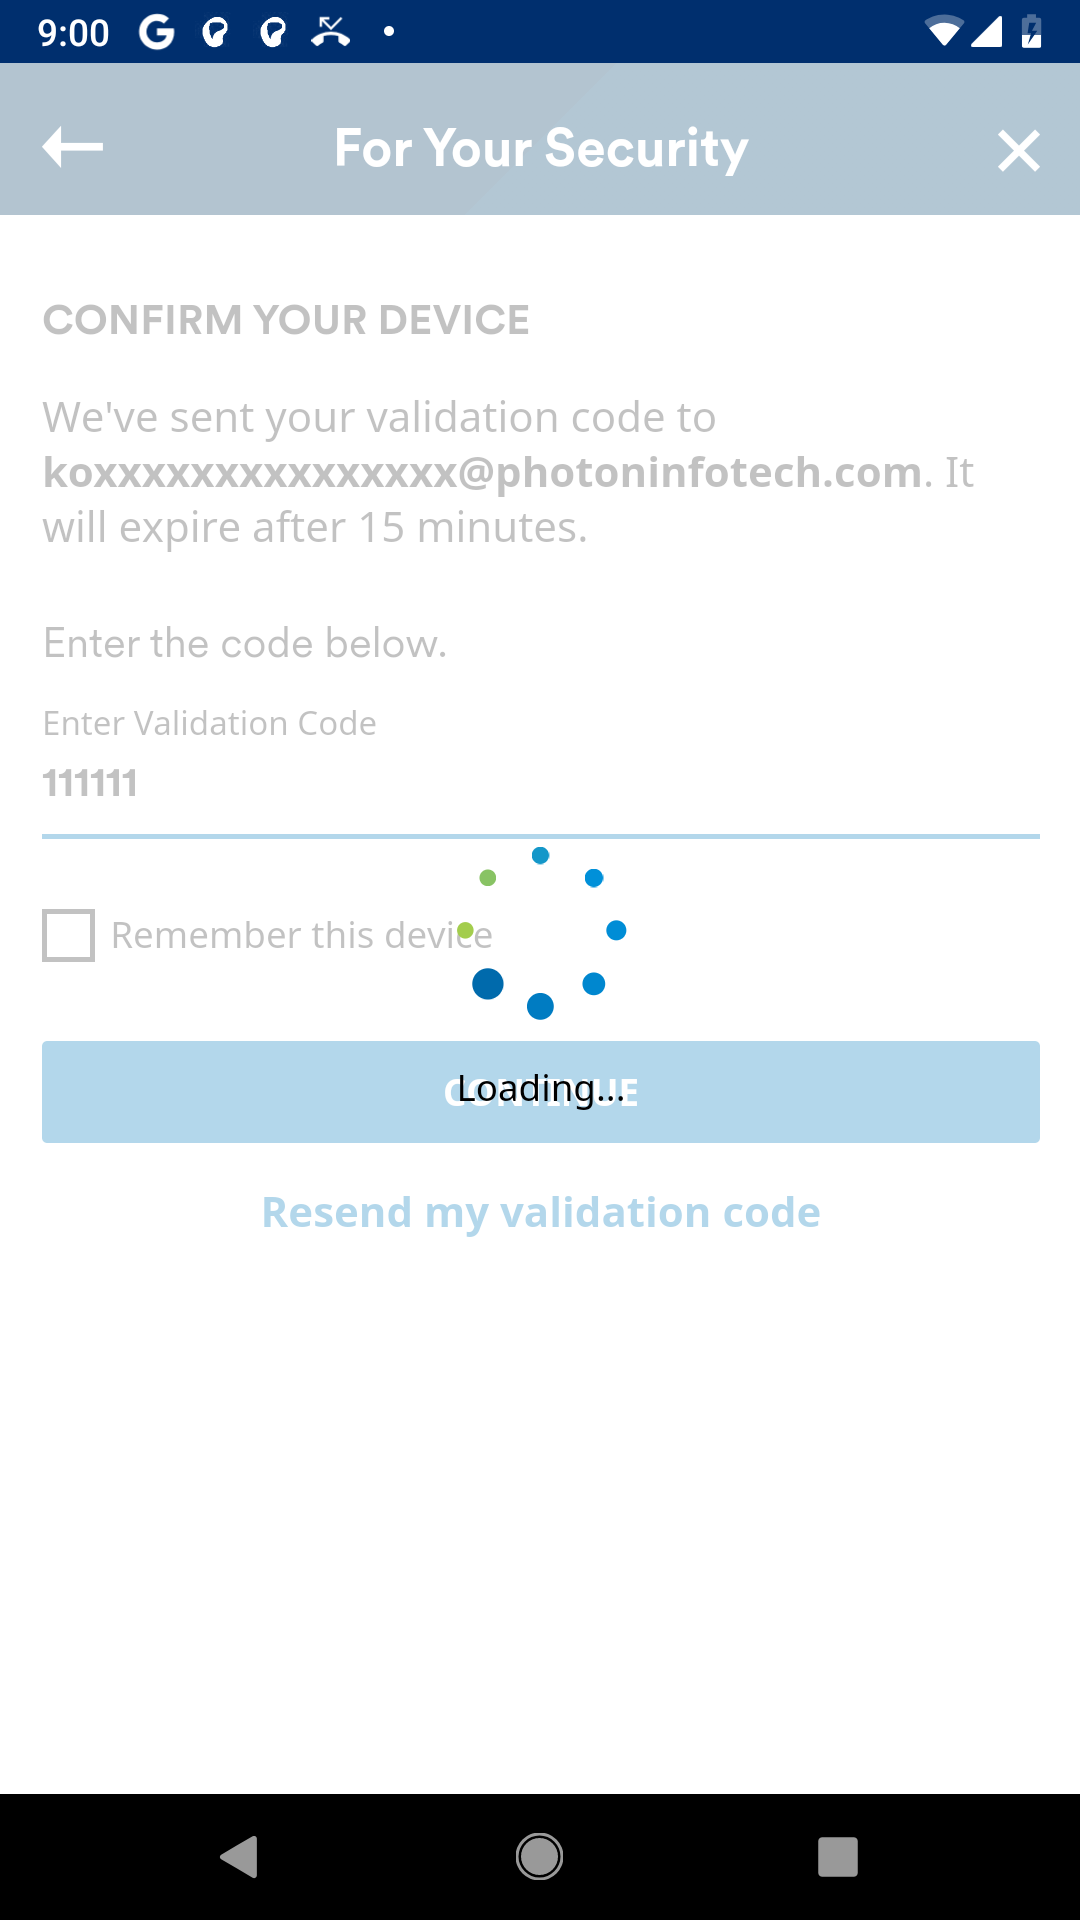 9:00
For Your Security
CONFIRM YOUR DEVICE
We've sent your validation code to
koxxxxxxxxxxxxxxx@photoninfotech.com. It
will expire after 15 minutes.
Enter the code below.
Enter Validation Code
111111
Remember this device
CONTINUE
Loading...
Resend my validation code